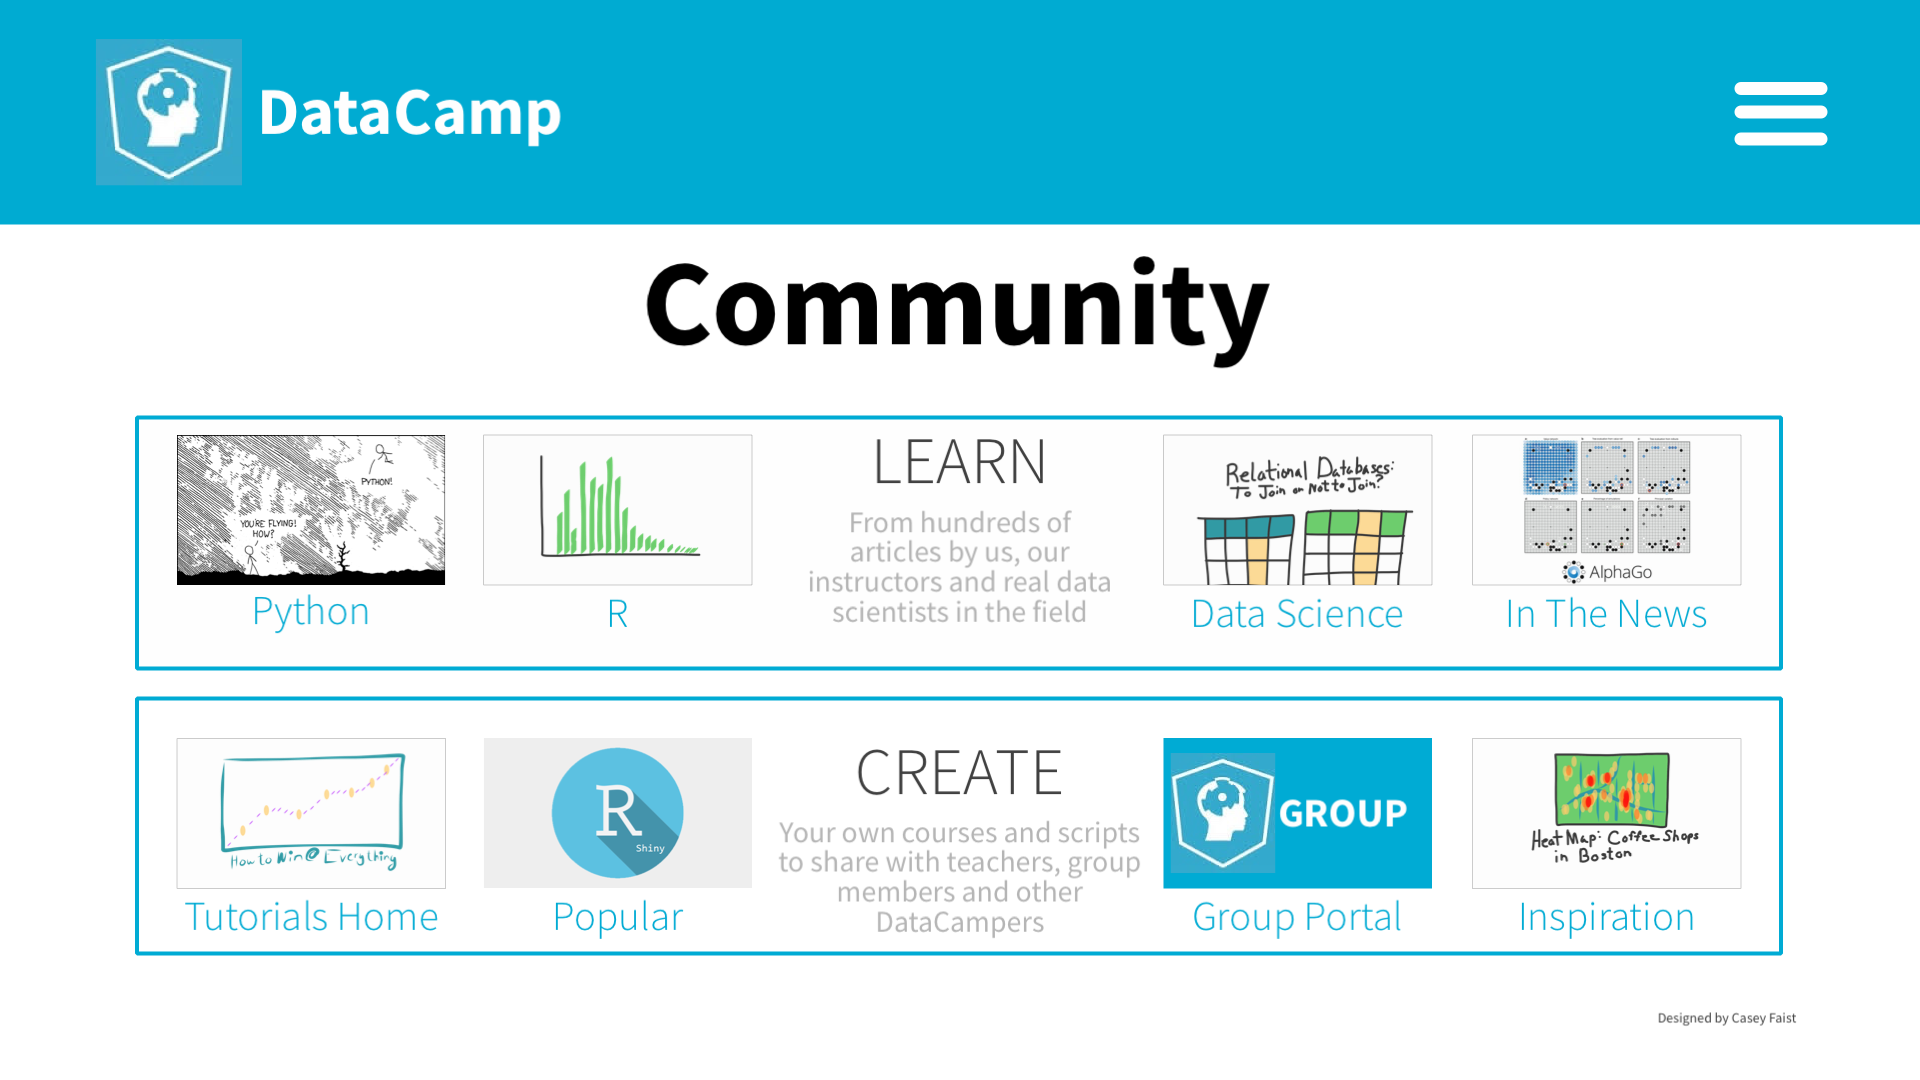 DataCamp
Community
PYTHON!
YOU'RE FLYING!
HOW?
Python
R
LEARN
From hundreds of
articles by us, our
instructors and real data
scientists in the field
Relational Databases:
To Join or Not to Join?
Data Science
AlphaGo
In The News
How to Win @ Everything
Tutorials Home
R
Shiny
Popular
CREATE
Your own courses and scripts
to share with teachers, group
members and other
DataCampers
GROUP
Group Portal
Heat Map: Coffee Shops
in Boston
Inspiration
Designed by Casey Faist